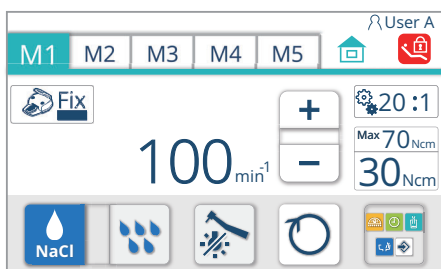 User A
M1 M2 M3 M4 M5
Fix
+
20:1
100 min⁻¹
Max 70 Ncm
−
30 Ncm
NaCl